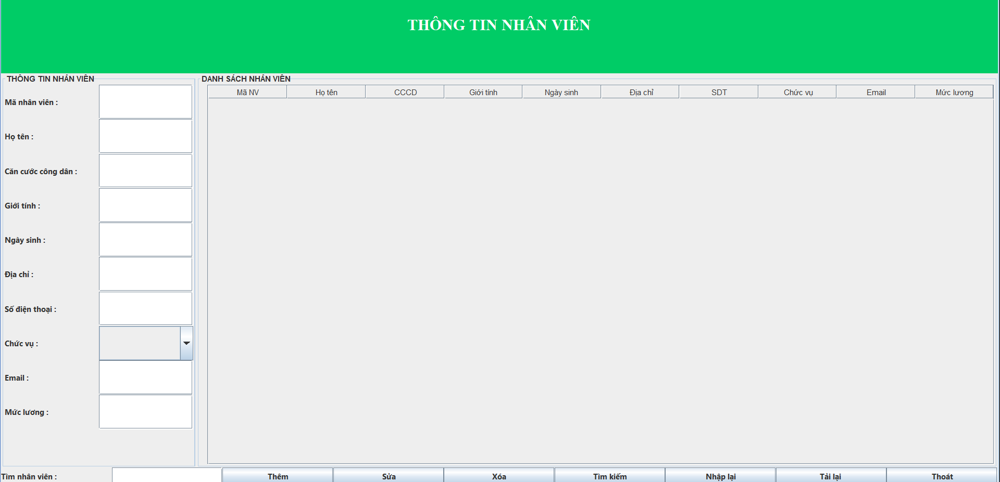 THÔNG TIN NHÂN VIÊN
THÔNG TIN NHÂN VIÊN
Mã nhân viên :
Họ tên :
Căn cước công dân :
Giới tính :
Ngày sinh :
Địa chỉ :
Số điện thoại :
Chức vụ :
Email :
Mức lương :
DANH SÁCH NHÂN VIÊN
Mã NV Họ tên CCCD Giới tính Ngày sinh Địa chỉ SDT Chức vụ Email Mức lương
Tìm nhân viên : Thêm Sửa Xóa Tìm kiếm Nhập lại Tải lại Thoát